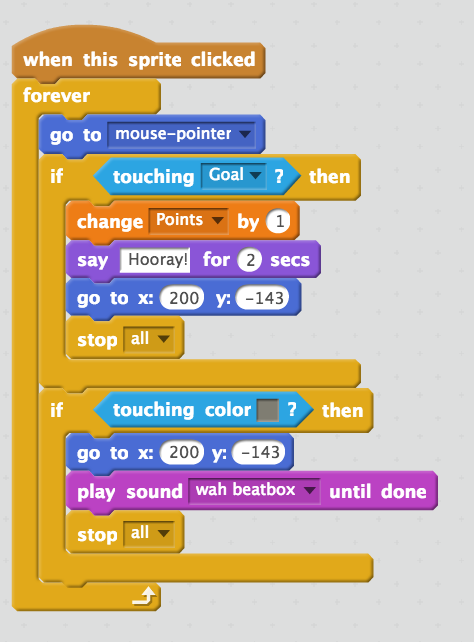 when this sprite clicked
forever
go to mouse-pointer
if touching Goal ? then
change Points by 1
say Hooray! for 2 secs
go to x: 200 y: -143
stop all
if touching color ? then
go to x: 200 y: -143
play sound wah beatbox until done
stop all